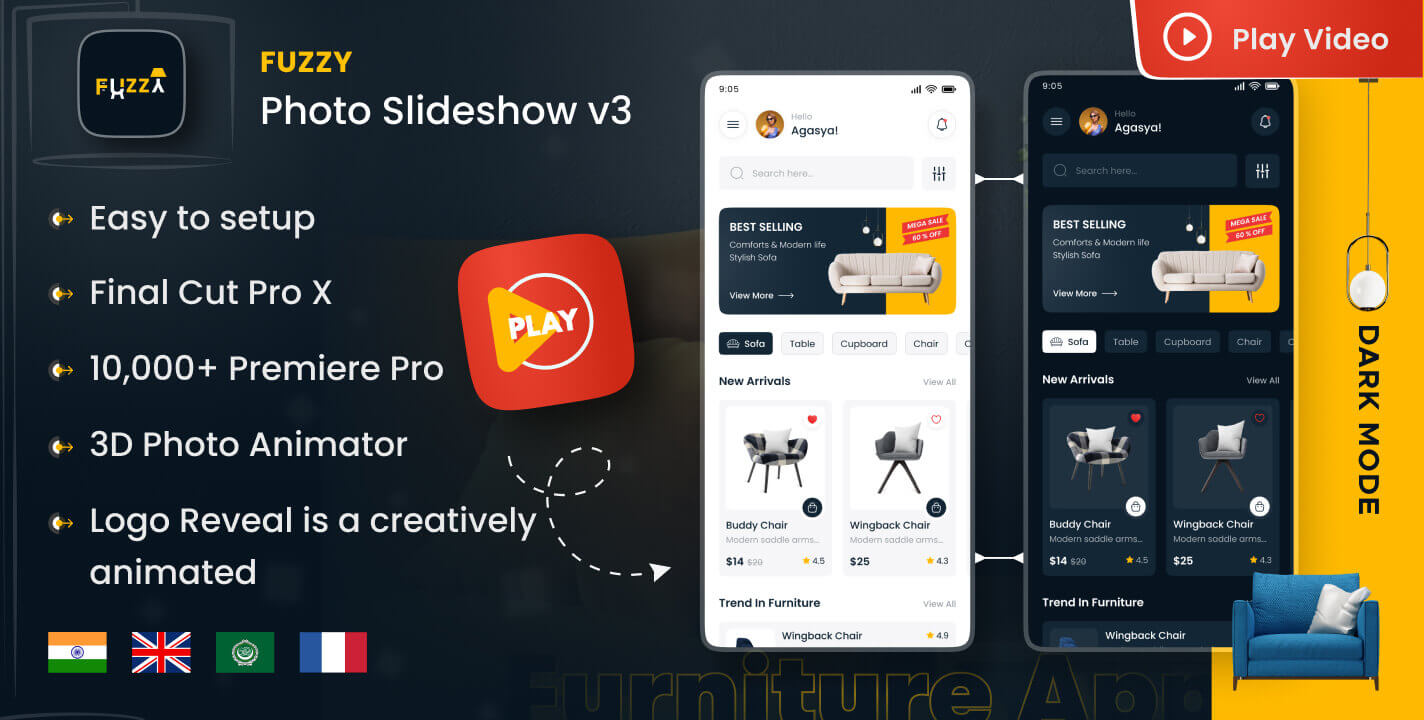 FUZZY
FUZZY
Photo Slideshow v3
Easy to setup
Final Cut Pro X
10,000+ Premiere Pro
3D Photo Animator
Logo Reveal is a creatively
animated
PLAY
Play Video
9:05
Hello
Agasya!
Search here...
BEST SELLING
Comforts & Modern life
Stylish Sofa
View More
MEGA SALE
60 % OFF
Sofa
Table
Cupboard
Chair
C
New Arrivals
View All
Buddy Chair
Modern saddle arms...
$14 $20
4.5
Wingback Chair
$25
4.3
Trend In Furniture
View All
Wingback Chair
4.9
9:05
Hello
Agasya!
Search here...
BEST SELLING
Comforts & Modern life
Stylish Sofa
View More
MEGA SALE
60 % OFF
Sofa
Table
Cupboard
Chair
C
New Arrivals
View All
Buddy Chair
Modern saddle arms...
$14 $20
4.5
Wingback Chair
Modern saddle arms...
$25
4.3
Trend In Furniture
Wingback Chair
DARK MODE
Furniture App